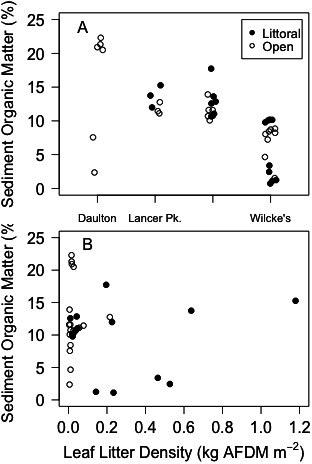 Sediment Organic Matter (%)
A
Littoral
Open
25
20
15
10
5
0
Daulton
Lancer Pk.
Wilcke's
Sediment Organic Matter (%
B
25
20
15
10
5
0
0.0 0.2 0.4 0.6 0.8 1.0 1.2
Leaf Litter Density (kg AFDM m⁻²)